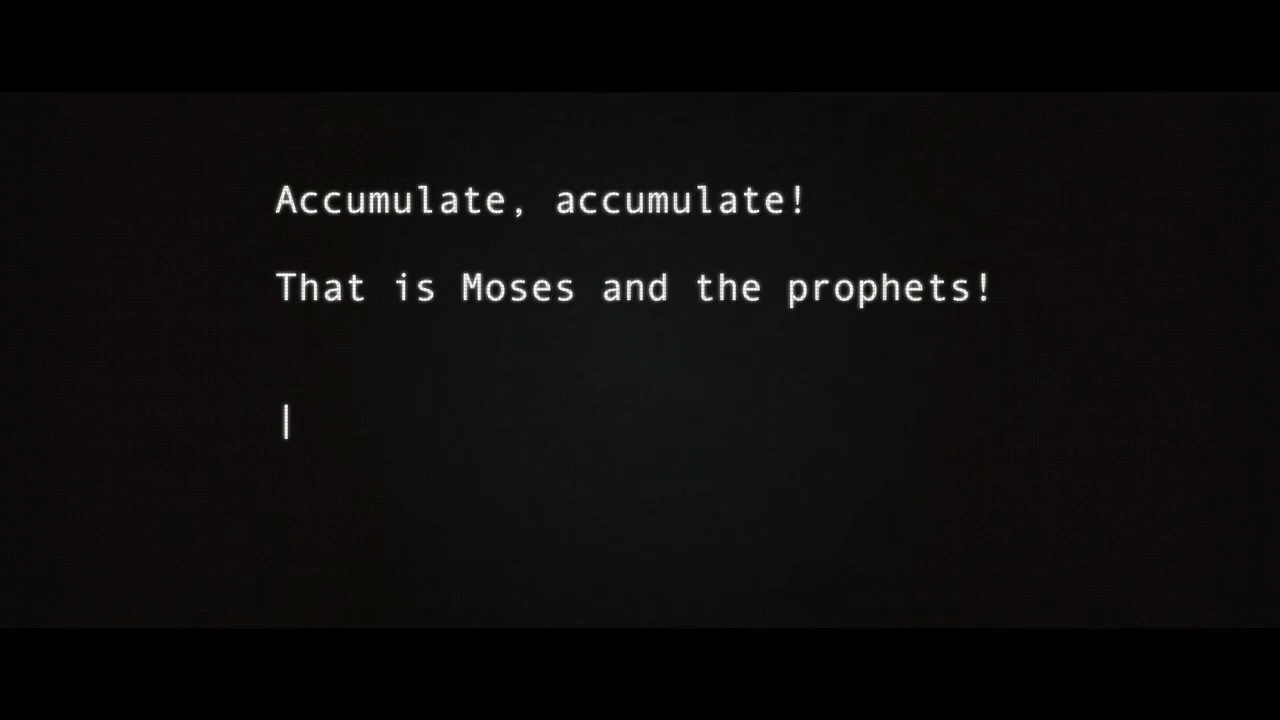 Accumulate, accumulate!
That is Moses and the prophets!